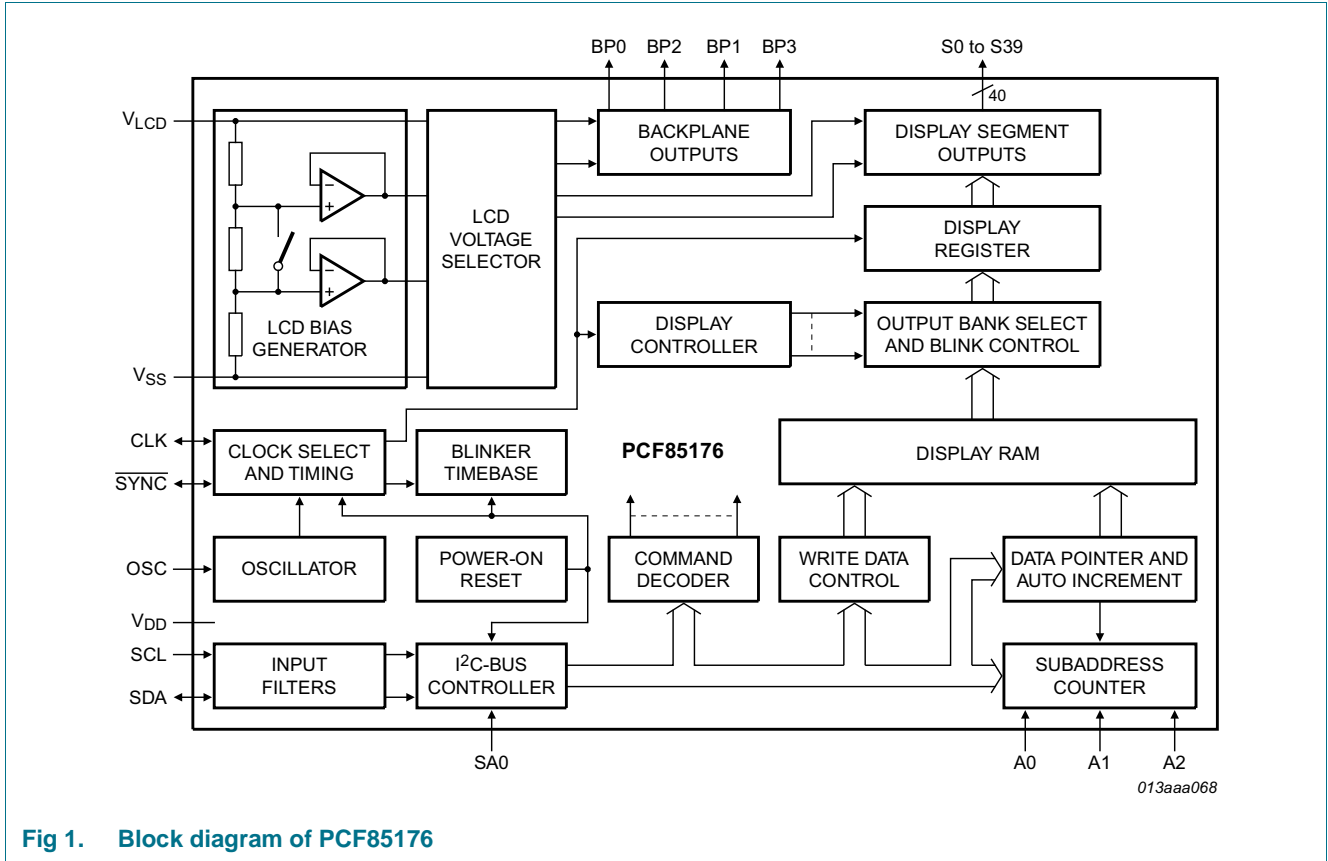 BP0 BP2 BP1 BP3 S0 to S39
40
VLCD
BACKPLANE
OUTPUTS
DISPLAY SEGMENT
OUTPUTS
−
+
LCD
VOLTAGE
SELECTOR
DISPLAY
REGISTER
−
+
LCD BIAS
GENERATOR
DISPLAY
CONTROLLER
OUTPUT BANK SELECT
AND BLINK CONTROL
VSS
CLK
SYNC
CLOCK SELECT
AND TIMING
BLINKER
TIMEBASE
PCF85176
DISPLAY RAM
OSC
OSCILLATOR
POWER-ON
RESET
COMMAND
DECODER
WRITE DATA
CONTROL
DATA POINTER AND
AUTO INCREMENT
VDD
SCL
SDA
INPUT
FILTERS
I2C-BUS
CONTROLLER
SUBADDRESS
COUNTER
SA0 A0 A1 A2
013aaa068
Fig 1. Block diagram of PCF85176